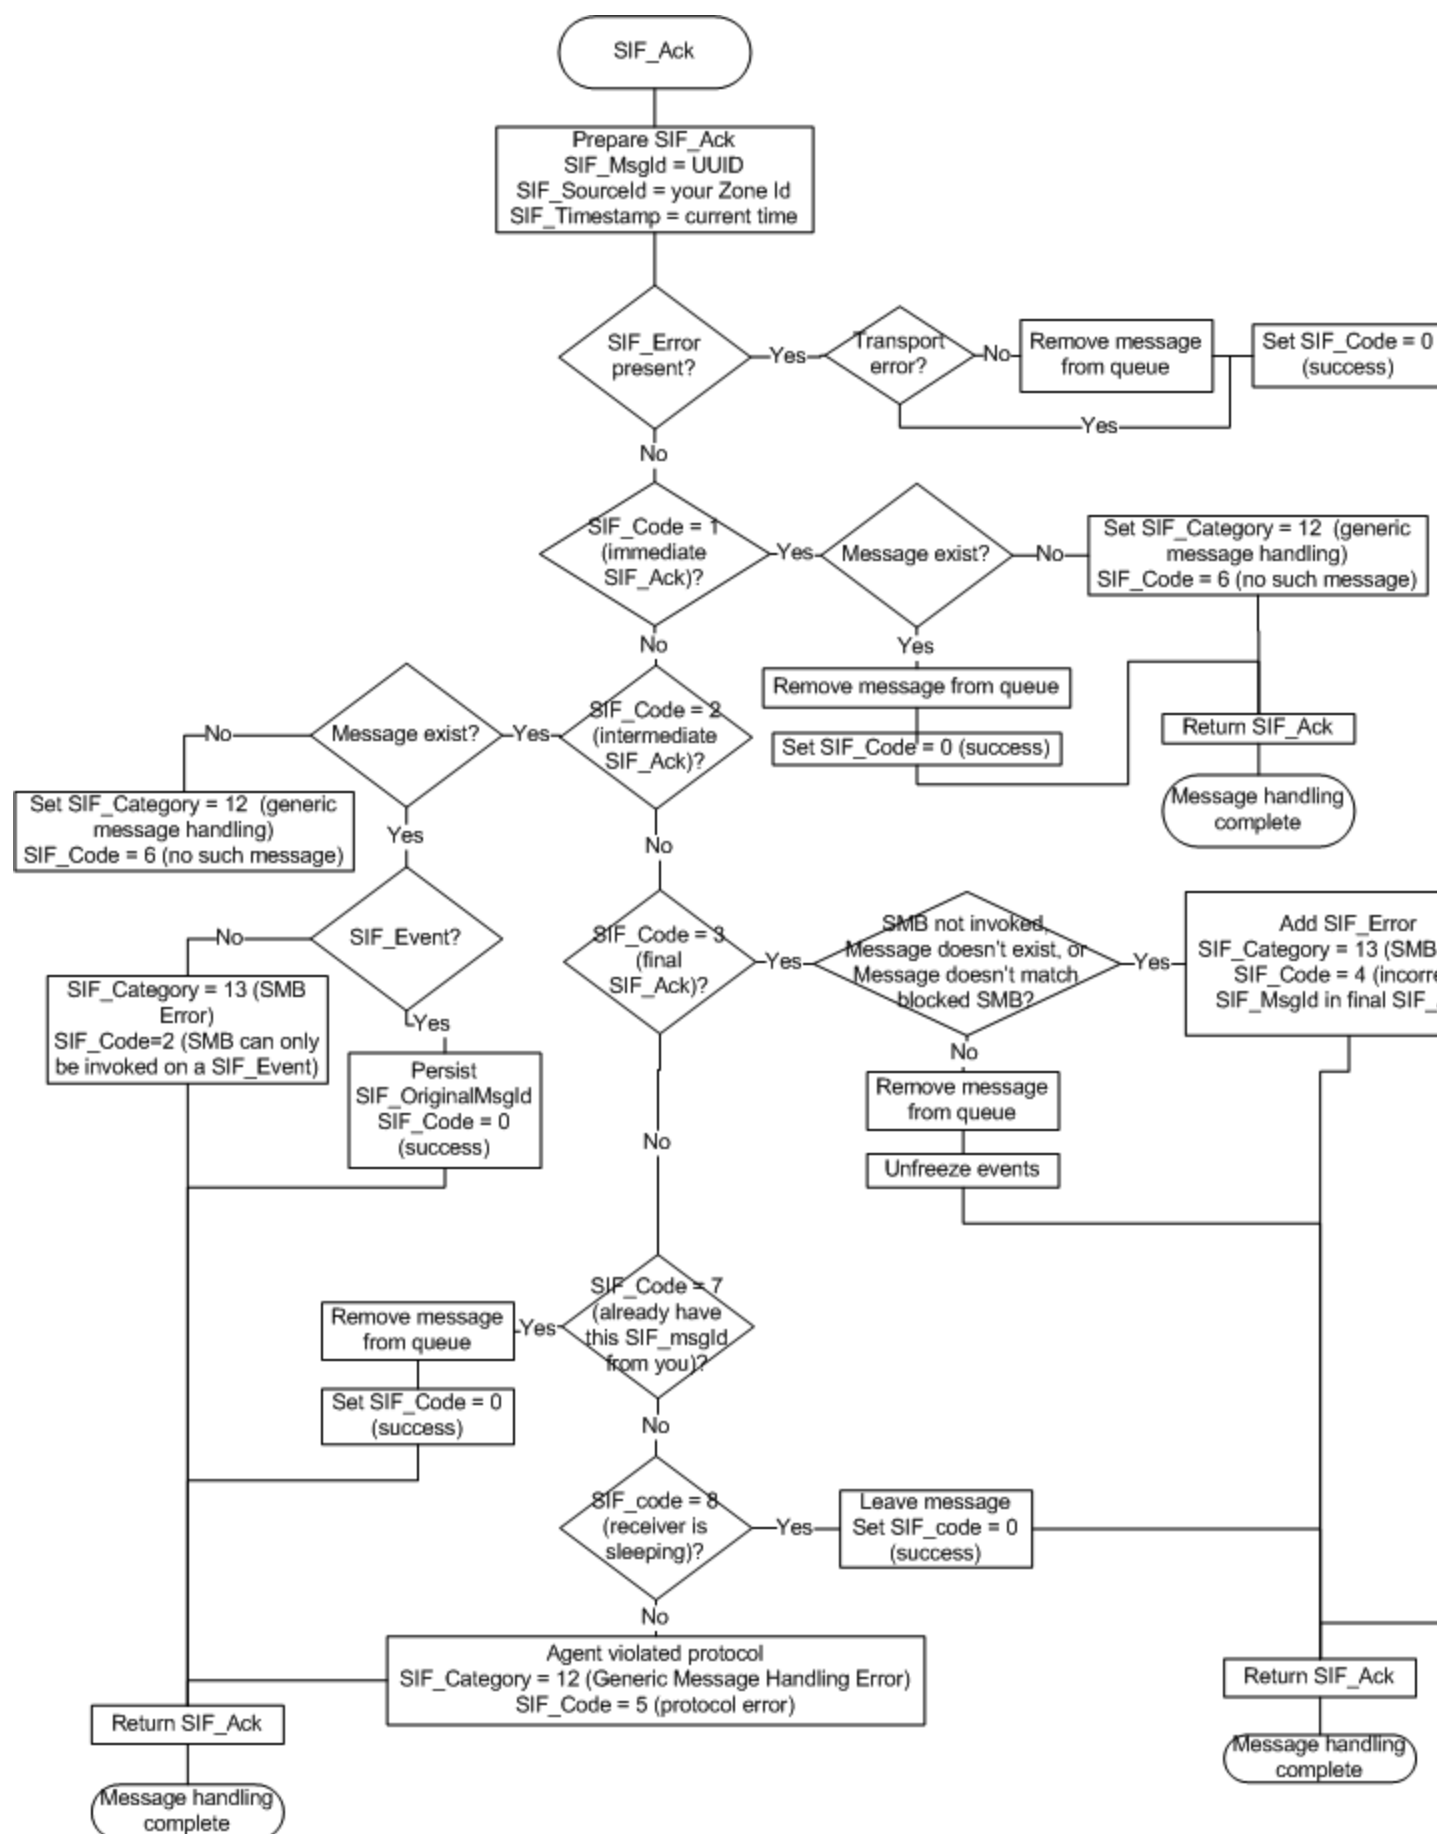 SIF_Ack
Prepare SIF_Ack
SIF_MsgId = UUID
SIF_SourceId = your Zone Id
SIF_Timestamp = current time
SIF_Error
present?
Yes
Transport
error?
No
Remove message
from queue
Set SIF_Code = 0
(success)
Yes
No
SIF_Code = 1
(immediate
SIF_Ack)?
Yes
Message exist?
No
Set SIF_Category = 12 (generic
message handling)
SIF_Code = 6 (no such message)
Yes
Remove message from queue
Set SIF_Code = 0 (success)
Return SIF_Ack
Message handling
complete
No
SIF_Code = 2
(intermediate
SIF_Ack)?
Yes
Message exist?
No
Set SIF_Category = 12 (generic
message handling)
SIF_Code = 6 (no such message)
Yes
SIF_Event?
No
SIF_Category = 13 (SMB
Error)
SIF_Code=2 (SMB can only
be invoked on a SIF_Event)
Yes
Persist
SIF_OriginalMsgId
SIF_Code = 0
(success)
No
SIF_Code = 3
(final
SIF_Ack)?
Yes
SMB not invoked,
Message doesn't exist, or
Message doesn't match
blocked SMB?
Yes
Add SIF_Error
SIF_Category = 13 (SMB
SIF_Code = 4 (incorre
SIF_MsgId in final SIF_
No
Remove message
from queue
Unfreeze events
No
SIF_Code = 7
(already have
this SIF_msgId
from you)?
Yes
Remove message
from queue
Set SIF_Code = 0
(success)
No
SIF_code = 8
(receiver is
sleeping)?
Yes
Leave message
Set SIF_code = 0
(success)
No
Agent violated protocol
SIF_Category = 12 (Generic Message Handling Error)
SIF_Code = 5 (protocol error)
Return SIF_Ack
Message handling
complete
Return SIF_Ack
Message handling
complete